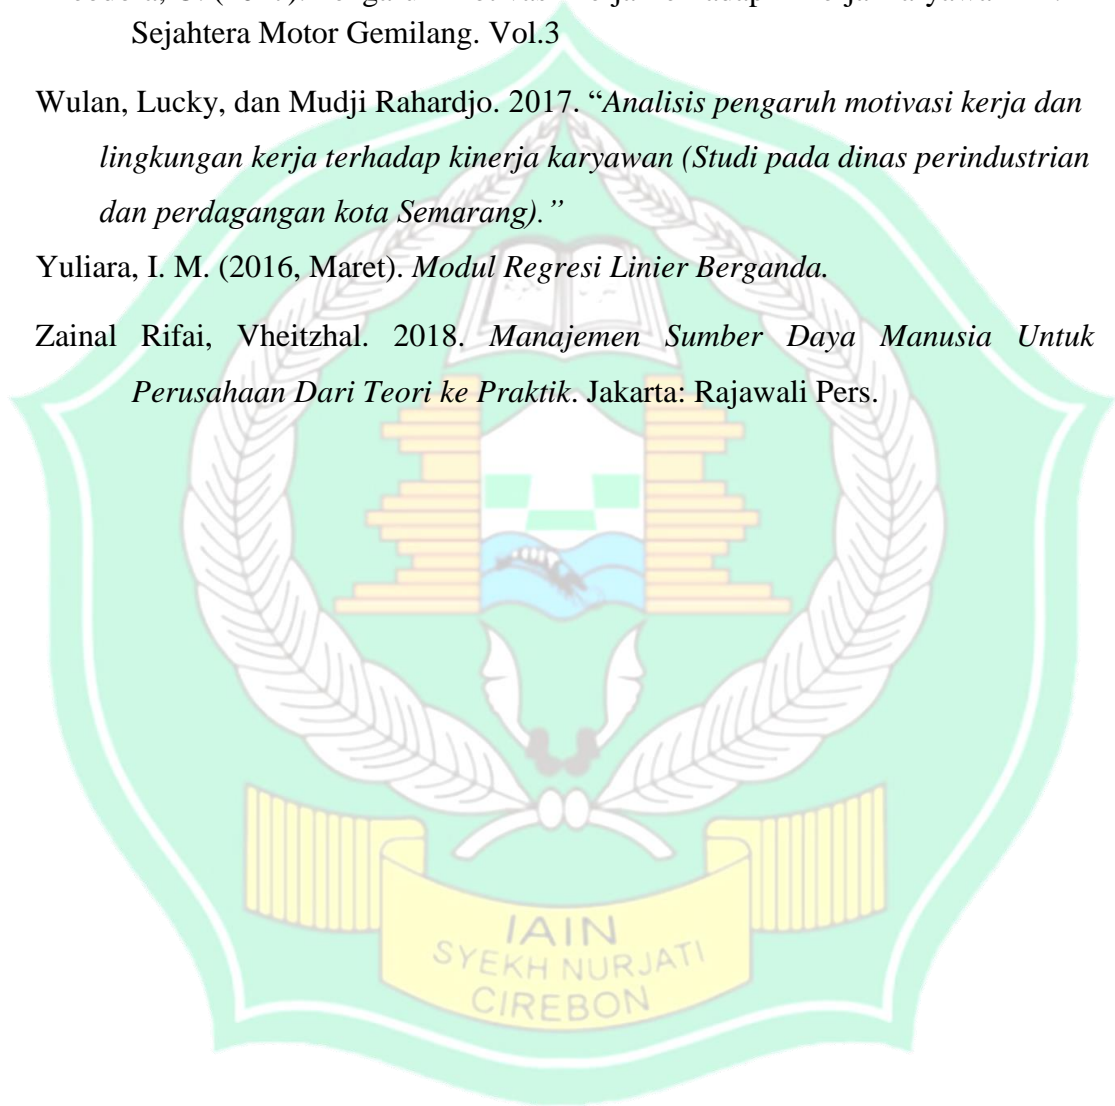 Sejahtera Motor Gemilang. Vol.3
Wulan, Lucky, dan Mudji Rahardjo. 2017. “Analisis pengaruh motivasi kerja dan
lingkungan kerja terhadap kinerja karyawan (Studi pada dinas perindustrian
dan perdagangan kota Semarang).”
Yuliara, I. M. (2016, Maret). Modul Regresi Linier Berganda.
Zainal Rifai, Vheitzhal. 2018. Manajemen Sumber Daya Manusia Untuk
Perusahaan Dari Teori ke Praktik. Jakarta: Rajawali Pers.
IAIN
SYEKH NURJATI
CIREBON